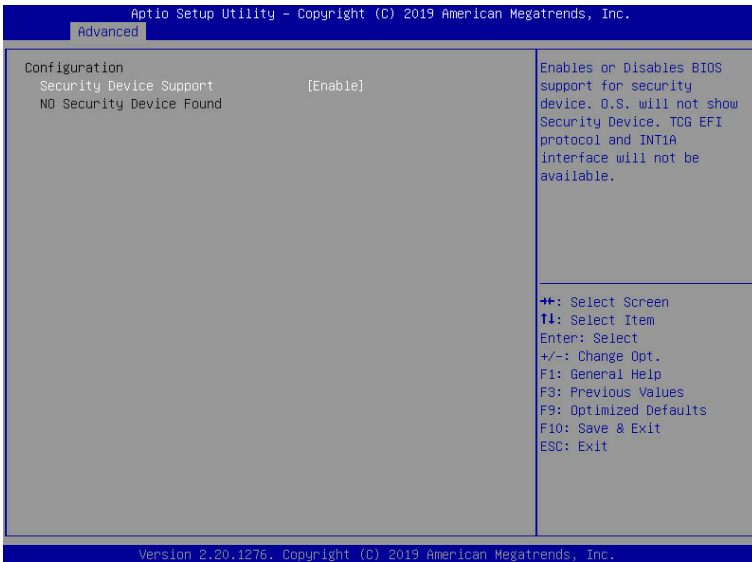 Aptio Setup Utility – Copyright (C) 2019 American Megatrends, Inc.
Advanced
Configuration
Security Device Support [Enable]
NO Security Device Found
Enables or Disables BIOS
support for security
device. O.S. will not show
Security Device. TCG EFI
protocol and INT1A
interface will not be
available.
→←: Select Screen
↑↓: Select Item
Enter: Select
+/-: Change Opt.
F1: General Help
F3: Previous Values
F9: Optimized Defaults
F10: Save & Exit
ESC: Exit
Version 2.20.1276. Copyright (C) 2019 American Megatrends, Inc.